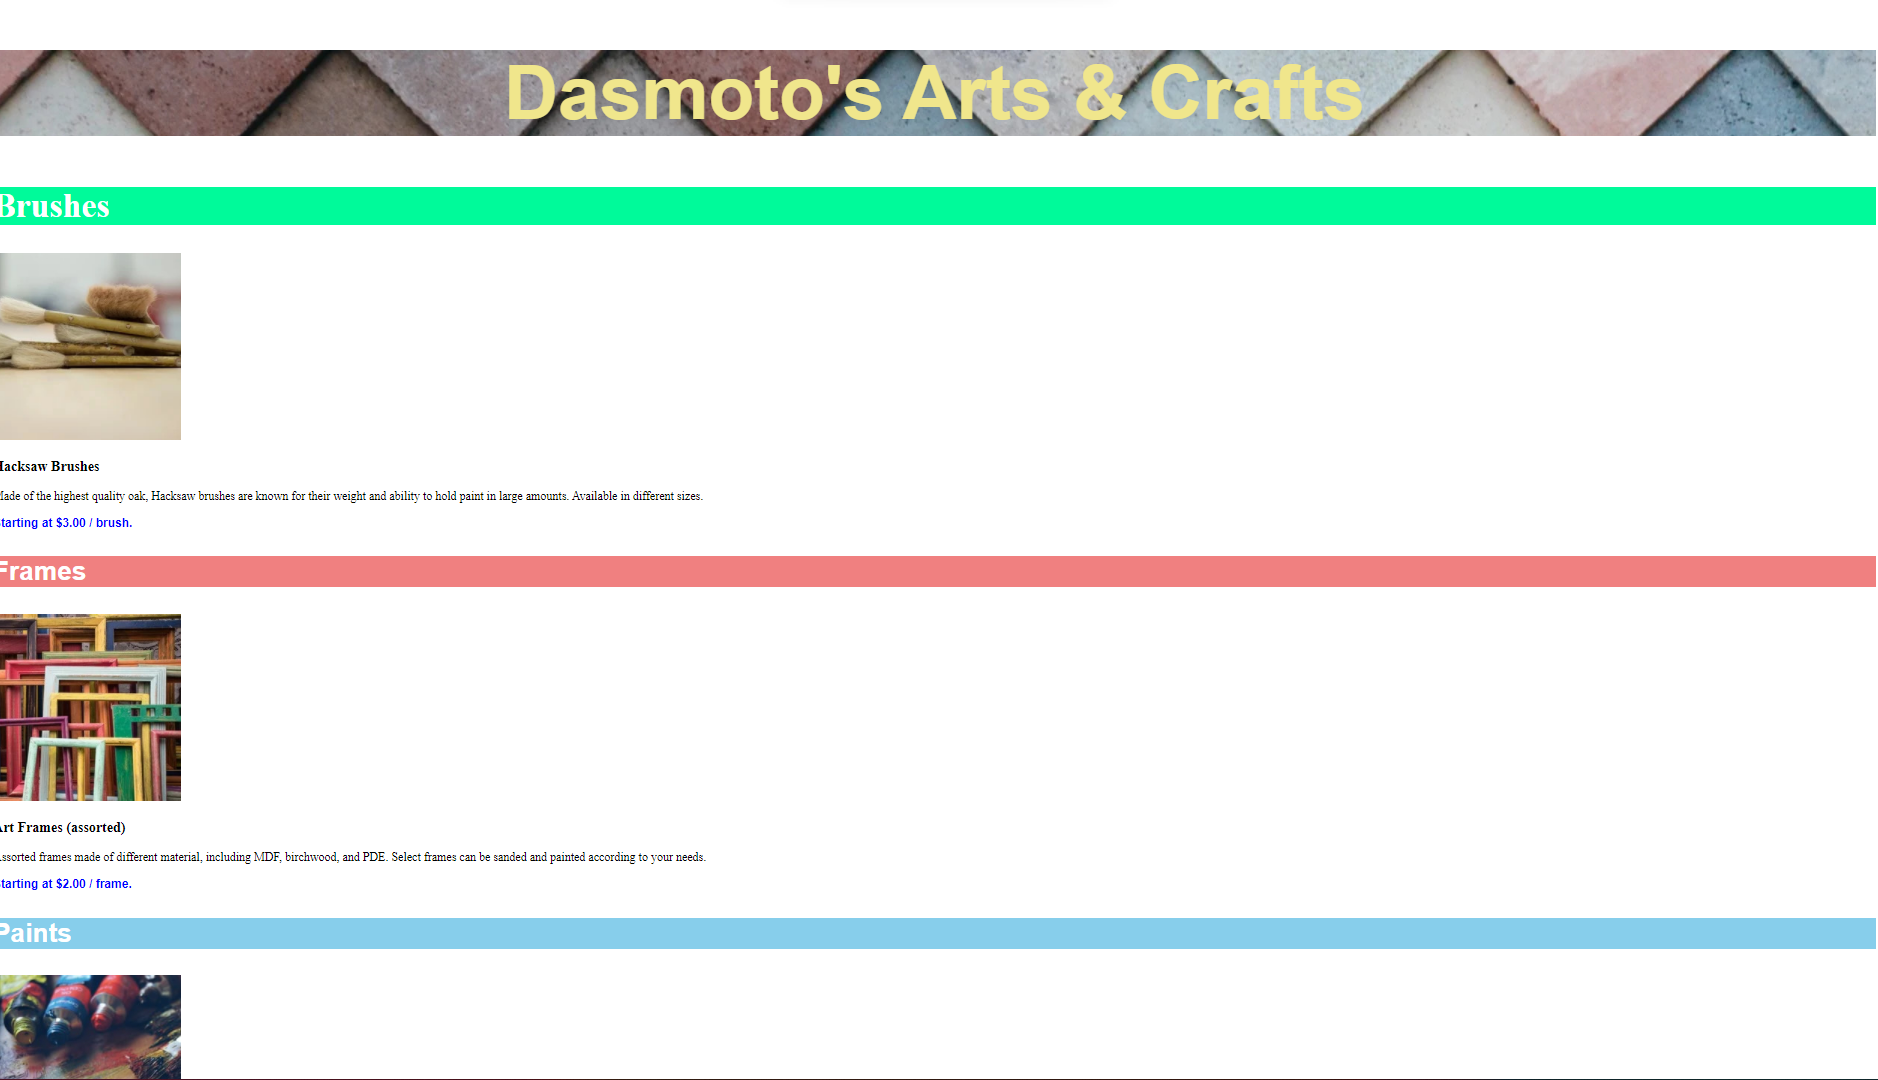 Dasmoto's Arts & Crafts
Brushes
Hacksaw Brushes
Made of the highest quality oak, Hacksaw brushes are known for their weight and ability to hold paint in large amounts. Available in different sizes.
Starting at $3.00 / brush.
Frames
Art Frames (assorted)
Assorted frames made of different material, including MDF, birchwood, and PDE. Select frames can be sanded and painted according to your needs.
Starting at $2.00 / frame.
Paints